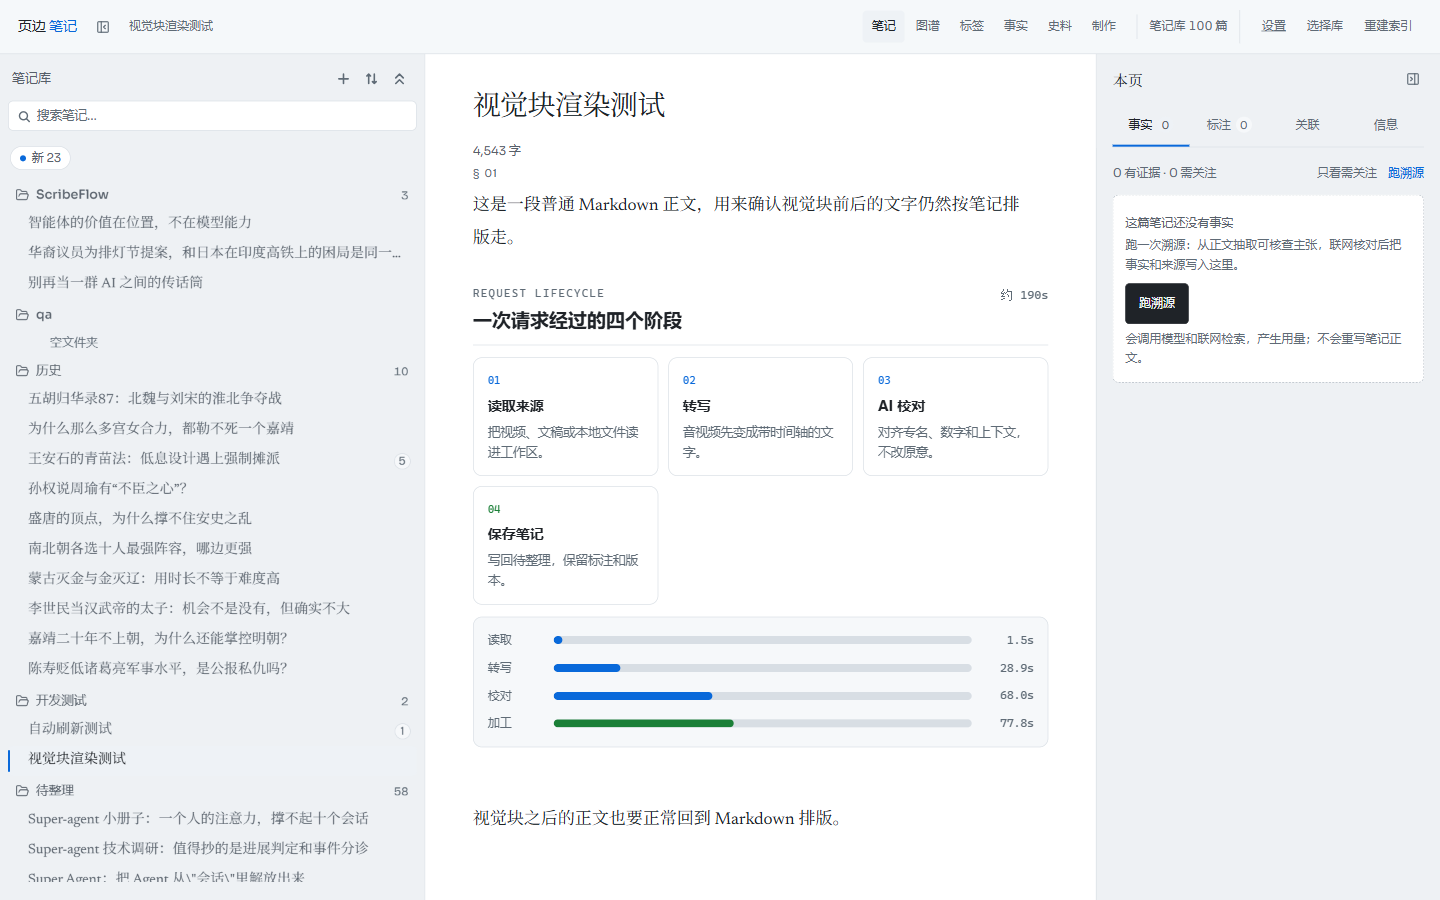 页边 笔记
视觉块渲染测试
笔记 图谱 标签 事实 史料 制作 笔记库 100 篇 设置 选择库 重建索引
笔记库
搜索笔记...
新 23
ScribeFlow 3
智能体的价值在位置，不在模型能力
华裔议员为排灯节提案，和日本在印度高铁上的困局是同一...
别再当一群 AI 之间的传话筒
qa
空文件夹
历史 10
五胡归华录87：北魏与刘宋的淮北争夺战
为什么那么多宫女合力，都勒不死一个嘉靖
王安石的青苗法：低息设计遇上强制摊派 5
孙权说周瑜有“不臣之心”？
盛唐的顶点，为什么撑不住安史之乱
南北朝各选十人最强阵容，哪边更强
蒙古灭金与金灭辽：用时长不等于难度高
李世民当汉武帝的太子：机会不是没有，但确实不大
嘉靖二十年不上朝，为什么还能掌控明朝？
陈寿贬低诸葛亮军事水平，是公报私仇吗？
开发测试 2
自动刷新测试 1
视觉块渲染测试
待整理 58
Super-agent 小册子：一个人的注意力，撑不起十个会话
Super-agent 技术调研：值得抄的是进展判定和事件分诊
Super Agent：把 Agent 从\"会话\"里解放出来
视觉块渲染测试
4,543 字
§ 01
这是一段普通 Markdown 正文，用来确认视觉块前后的文字仍然按笔记排
版走。
REQUEST LIFECYCLE
约 190s
一次请求经过的四个阶段
01
读取来源
把视频、文稿或本地文件读
进工作区。
02
转写
音视频先变成带时间轴的文
字。
03
AI 校对
对齐专名、数字和上下文，
不改原意。
04
保存笔记
写回待整理，保留标注和版
本。
读取 1.5s
转写 28.9s
校对 68.0s
加工 77.8s
视觉块之后的正文也要正常回到 Markdown 排版。
本页
事实 0 标注 0 关联 信息
0 有证据 · 0 需关注 只看需关注 跑溯源
这篇笔记还没有事实
跑一次溯源：从正文抽取可核查主张，联网核对后把
事实和来源写入这里。
跑溯源
会调用模型和联网检索，产生用量；不会重写笔记正
文。